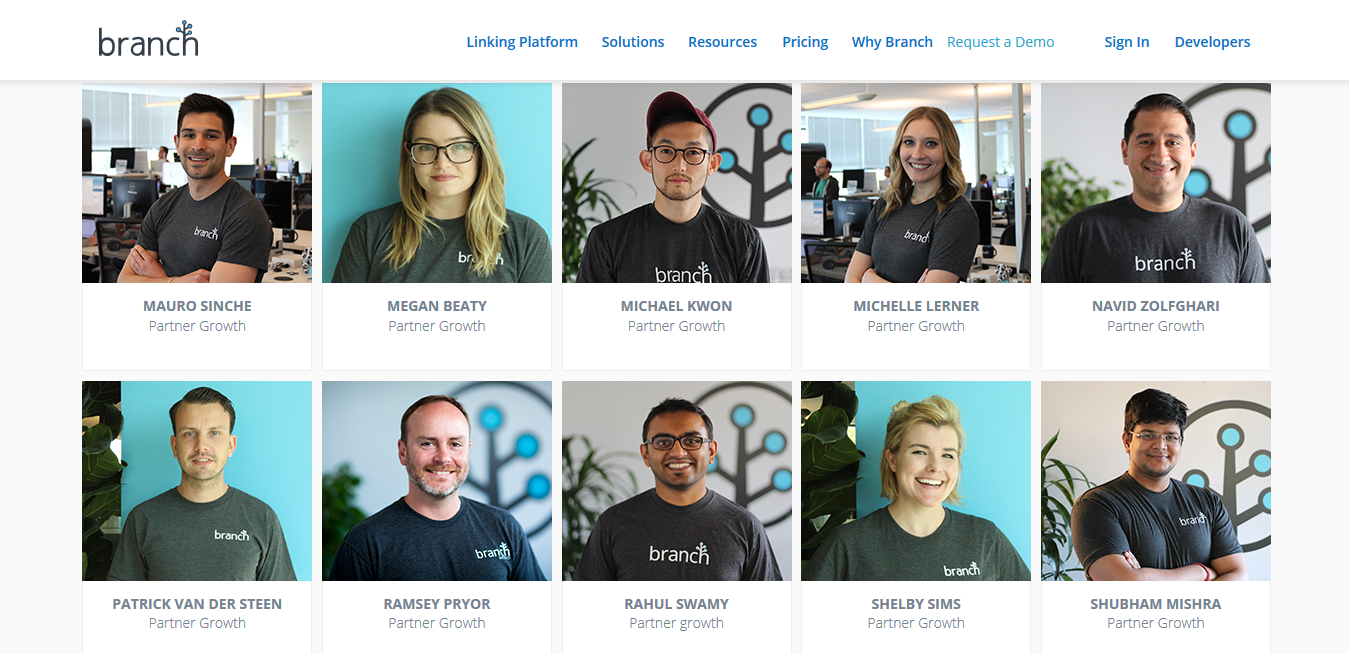 branch
Linking Platform Solutions Resources Pricing Why Branch Request a Demo Sign In Developers
branch branch branch branch branch
MAURO SINCHE MEGAN BEATY MICHAEL KWON MICHELLE LERNER NAVID ZOLFGHARI
Partner Growth Partner Growth Partner Growth Partner Growth Partner Growth
branch branch branch branch branch
PATRICK VAN DER STEEN RAMSEY PRYOR RAHUL SWAMY SHELBY SIMS SHUBHAM MISHRA
Partner Growth Partner Growth Partner growth Partner Growth Partner Growth